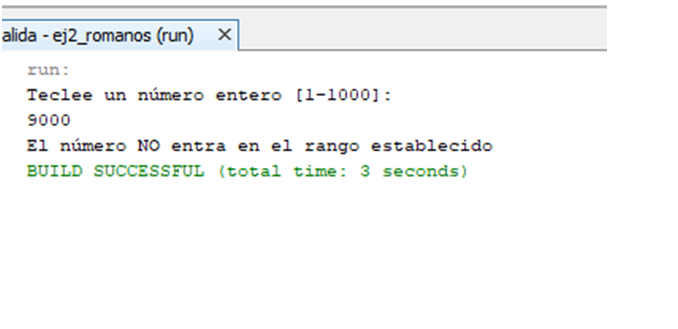 alida - ej2_romanos (run) ×
run:
Teclee un número entero [1-1000]:
9000
El número NO entra en el rango establecido
BUILD SUCCESSFUL (total time: 3 seconds)